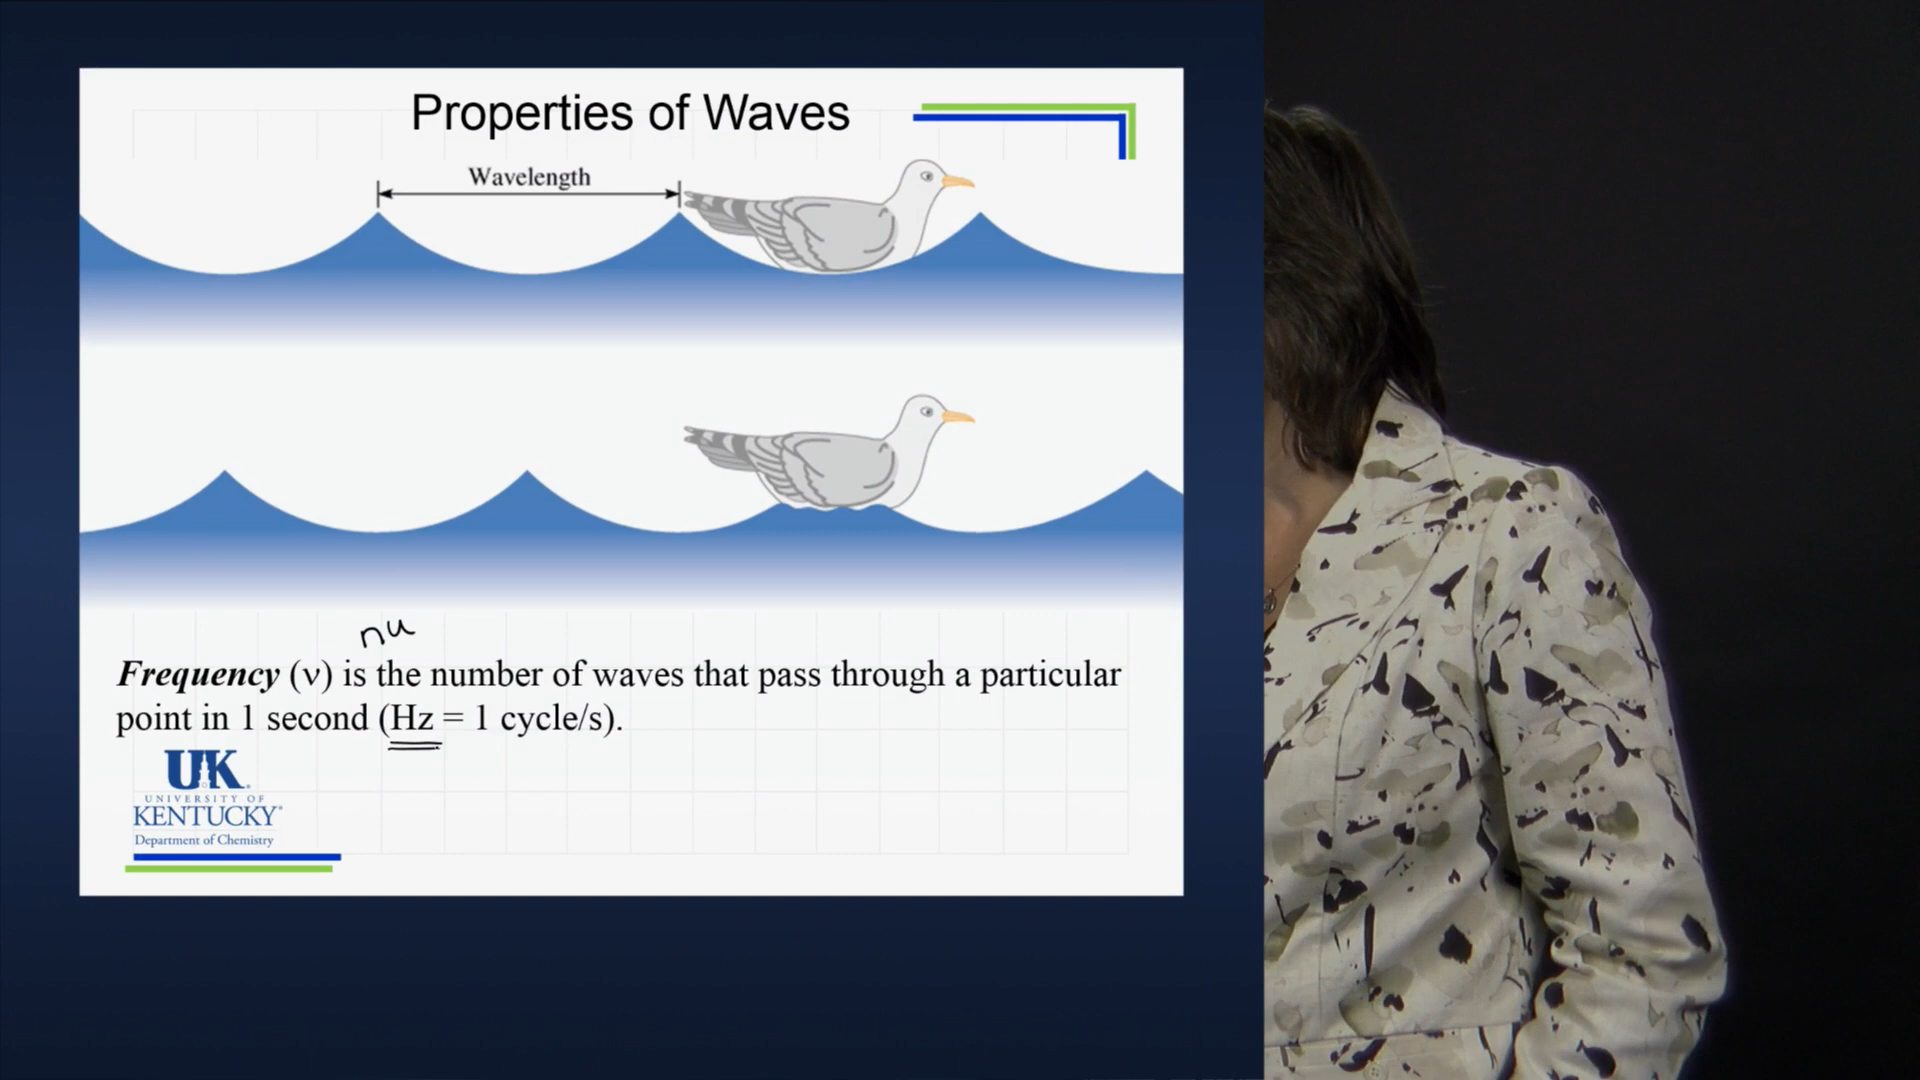 Properties of Waves
Wavelength
nu
Frequency (ν) is the number of waves that pass through a particular
point in 1 second (Hz = 1 cycle/s).
UK
UNIVERSITY OF
KENTUCKY
Department of Chemistry